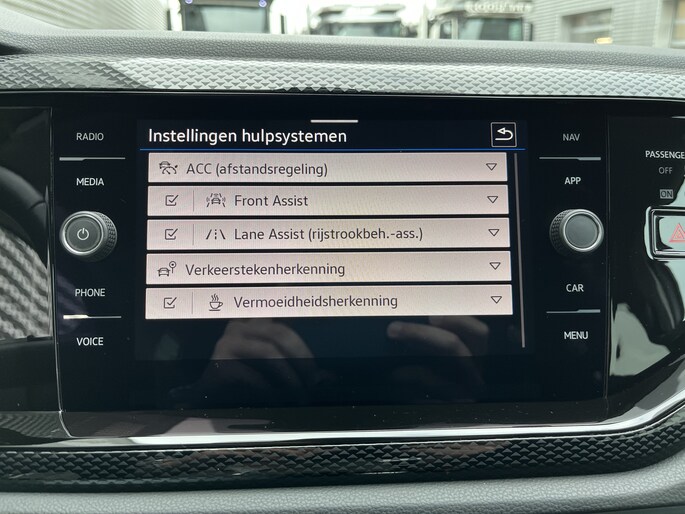 RADIO
MEDIA
PHONE
VOICE
Instellingen hulpsystemen
ACC (afstandsregeling)
Front Assist
Lane Assist (rijstrookbeh.-ass.)
Verkeerstekenherkenning
Vermoeidheidsherkenning
NAV
APP
CAR
MENU
PASSENGE
OFF
ON